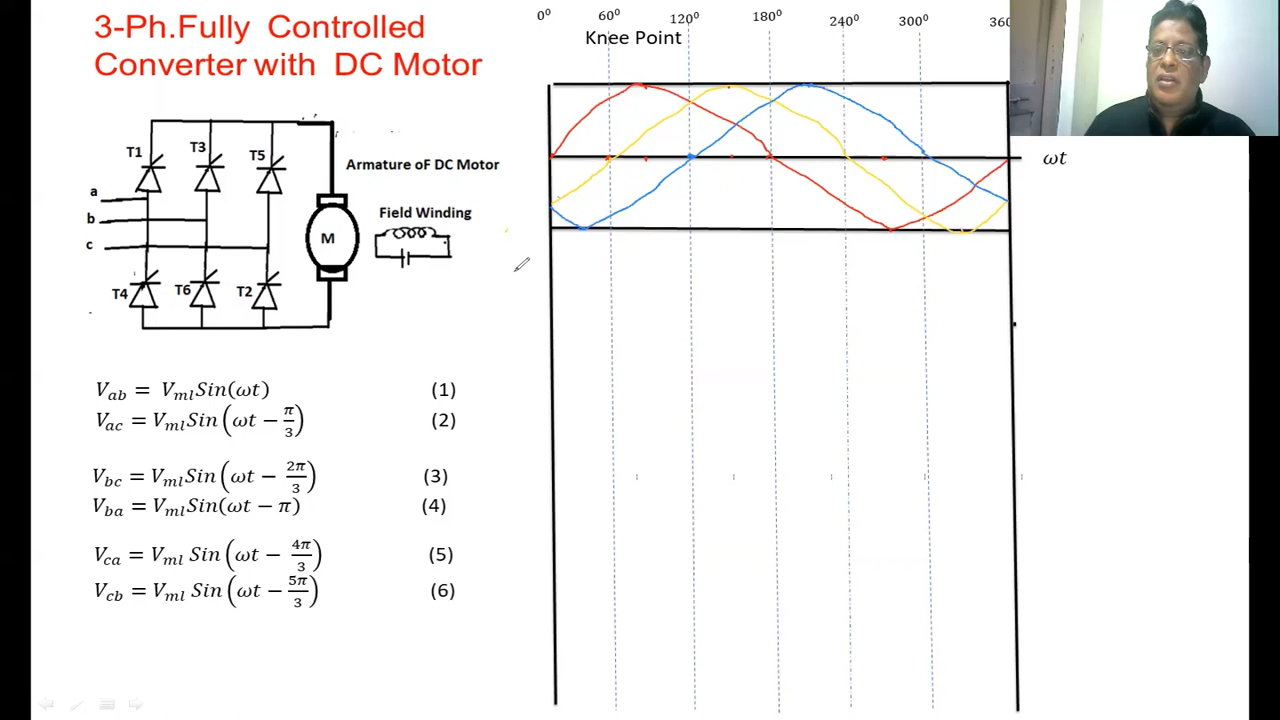 3-Ph.Fully Controlled
Converter with DC Motor
0⁰ 60⁰ 120⁰ 180⁰ 240⁰ 300⁰ 36
Knee Point
ωt
T1 T3 T5
a
b
c
T4 T6 T2
Armature of DC Motor
Field Winding
M
V_ab = V_ml Sin(ωt) (1)
V_ac = V_ml Sin(ωt − π/3) (2)
V_bc = V_ml Sin(ωt − 2π/3) (3)
V_ba = V_ml Sin(ωt − π) (4)
V_ca = V_ml Sin(ωt − 4π/3) (5)
V_cb = V_ml Sin(ωt − 5π/3) (6)